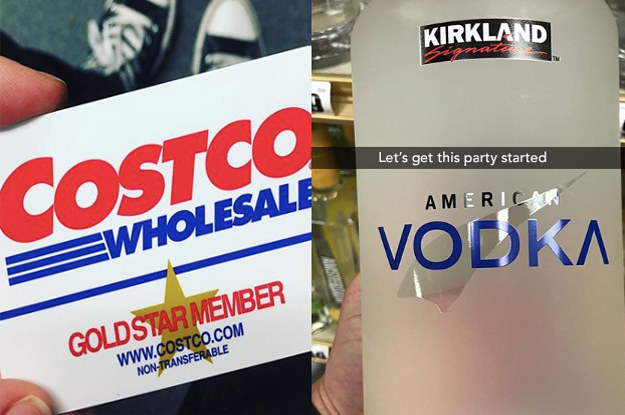 COSTCO
WHOLESALE
GOLD STAR MEMBER
WWW.COSTCO.COM
NON-TRANSFERABLE
KIRKLAND
Signature
TM
Let's get this party started
AMERICAN
VODKA